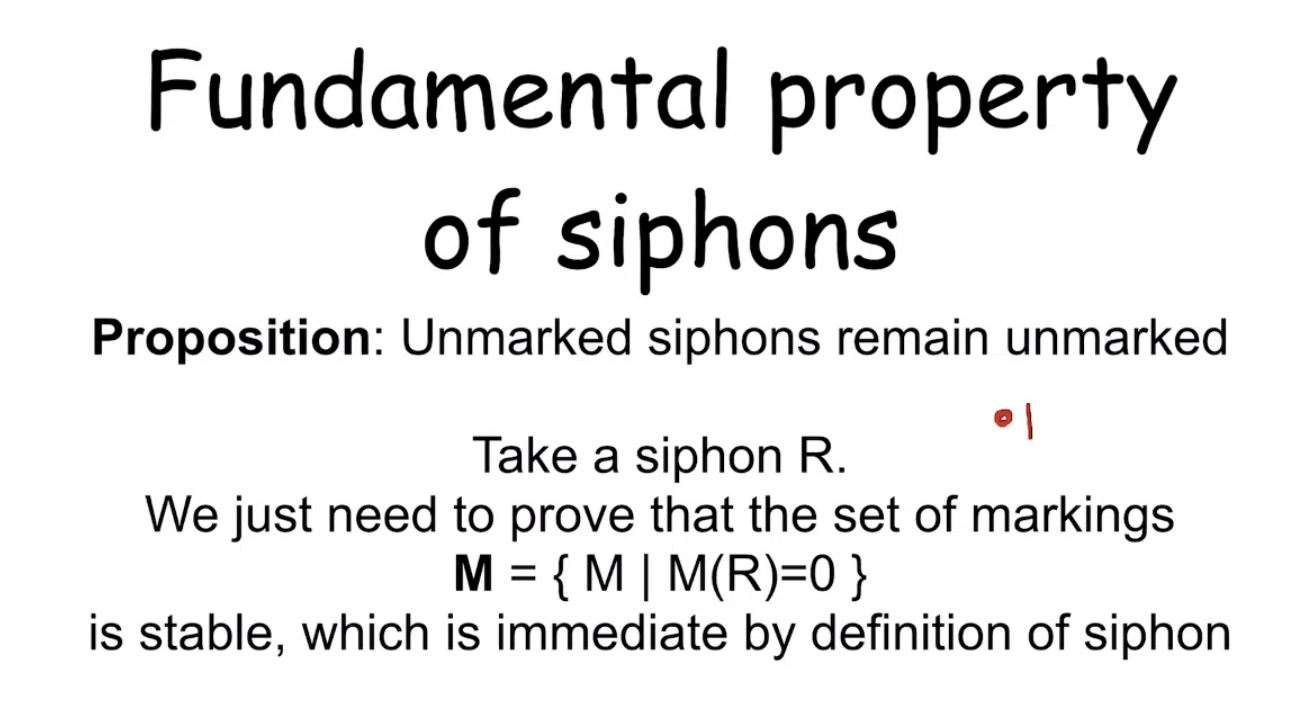 Fundamental property
of siphons
Proposition: Unmarked siphons remain unmarked
Take a siphon R.
We just need to prove that the set of markings
M = { M | M(R)=0 }
is stable, which is immediate by definition of siphon